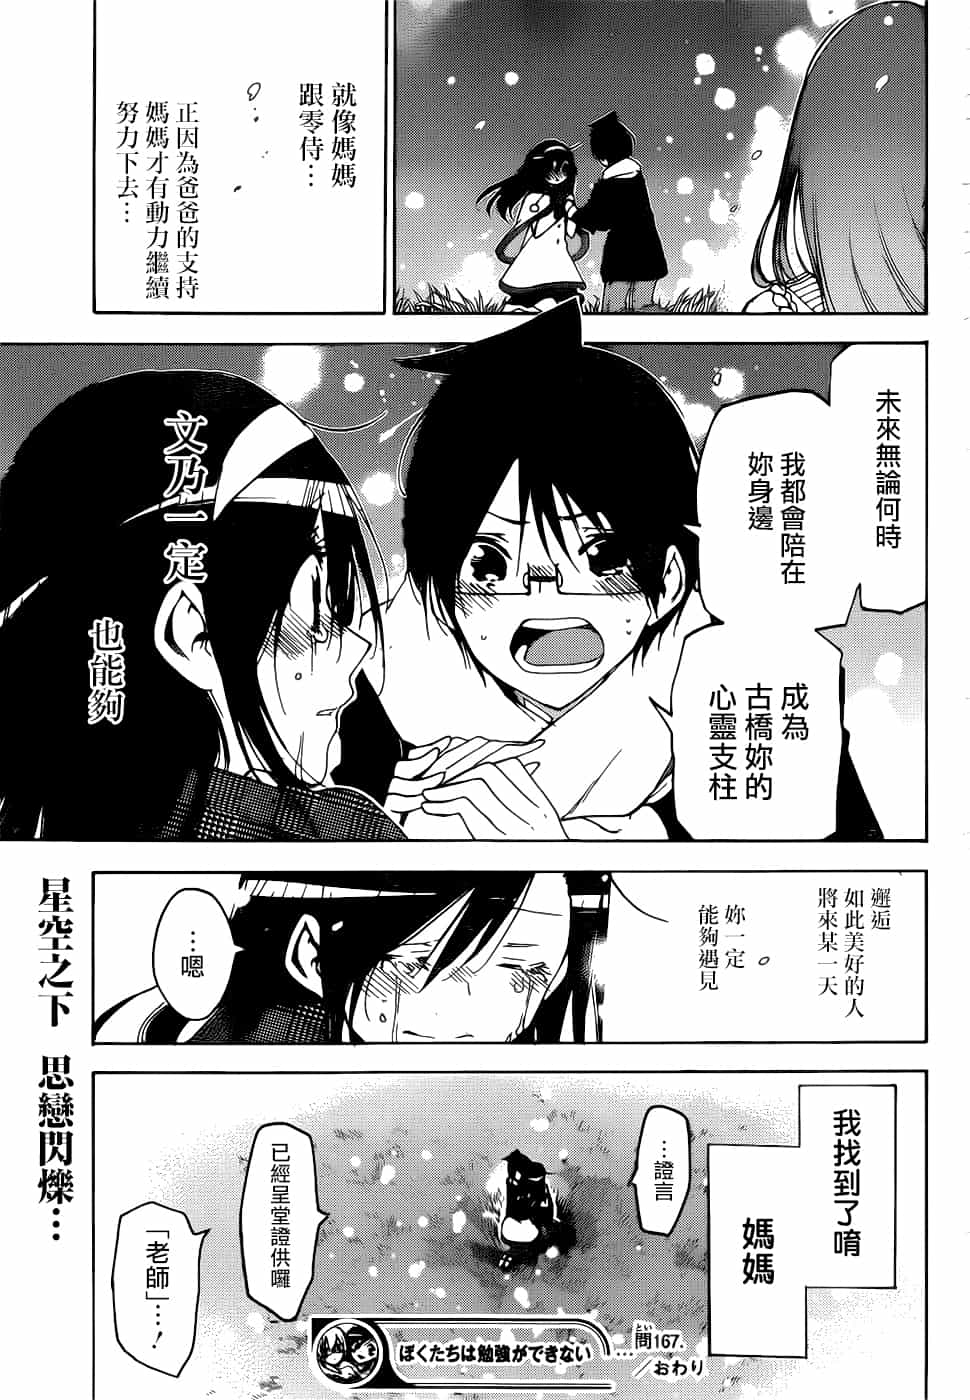 就像媽媽
跟零侍…
正因為爸爸的支持
媽媽才有動力繼續
努力下去…
未來無論何時
我都會陪在
妳身邊
成為
古橋妳的
心靈支柱
文乃一定
也能夠
邂逅
如此美好的人
將來某一天
妳一定
能夠遇見
…嗯
我找到了唷
媽媽
…證言
已經呈堂證供囉
「老師」…！
星空之下 思戀閃爍…
ぼくたちは勉強ができない
…問167.
とい
／おわり